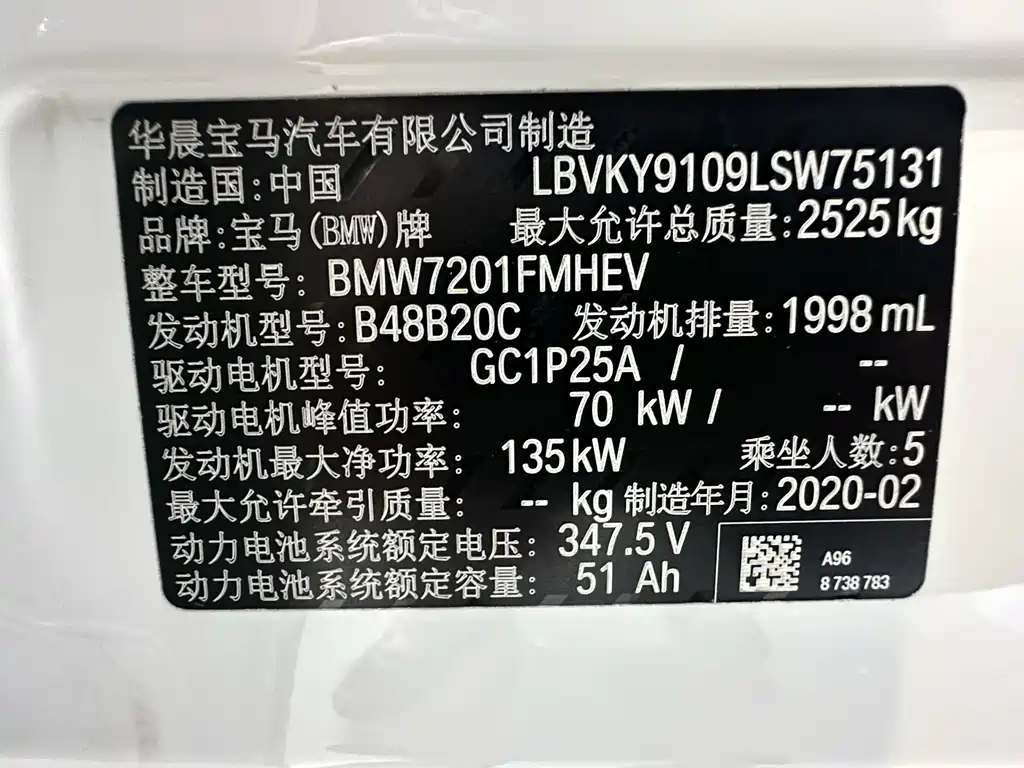 华晨宝马汽车有限公司制造
制造国:中国 LBVKY9109LSW75131
品牌:宝马(BMW)牌 最大允许总质量:2525kg
整车型号: BMW7201FMHEV
发动机型号:B48B20C 发动机排量:1998 mL
驱动电机型号: GC1P25A / --
驱动电机峰值功率: 70 kW / -- kW
发动机最大净功率: 135kW 乘坐人数:5
最大允许牵引质量: -- kg 制造年月:2020-02
动力电池系统额定电压: 347.5 V
动力电池系统额定容量: 51 Ah
A96
8 738 783